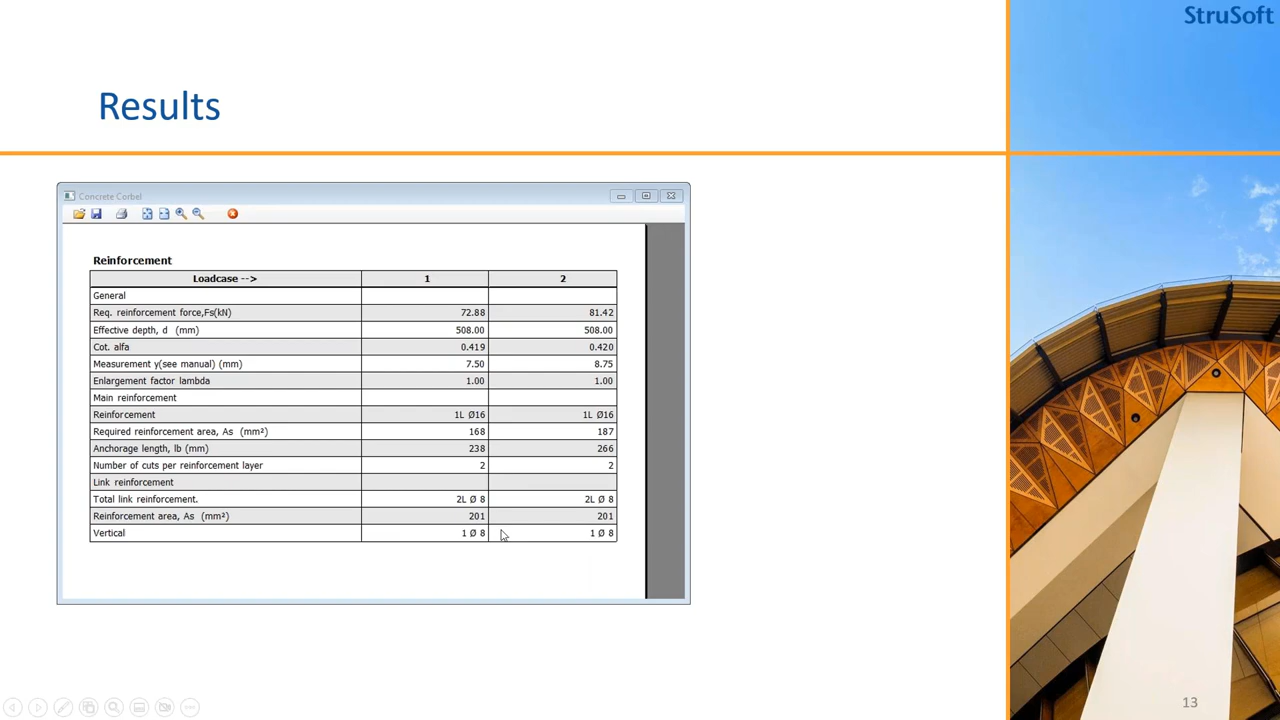 StruSoft
Results
Concrete Corbel
Reinforcement
Loadcase --> 1 2
General
Req. reinforcement force,Fs(kN) 72.88 81.42
Effective depth, d (mm) 508.00 508.00
Cot. alfa 0.419 0.420
Measurement y(see manual) (mm) 7.50 8.75
Enlargement factor lambda 1.00 1.00
Main reinforcement
Reinforcement 1L Ø16 1L Ø16
Required reinforcement area, As (mm²) 168 187
Anchorage length, lb (mm) 238 266
Number of cuts per reinforcement layer 2 2
Link reinforcement
Total link reinforcement. 2L Ø 8 2L Ø 8
Reinforcement area, As (mm²) 201 201
Vertical 1 Ø 8 1 Ø 8
13